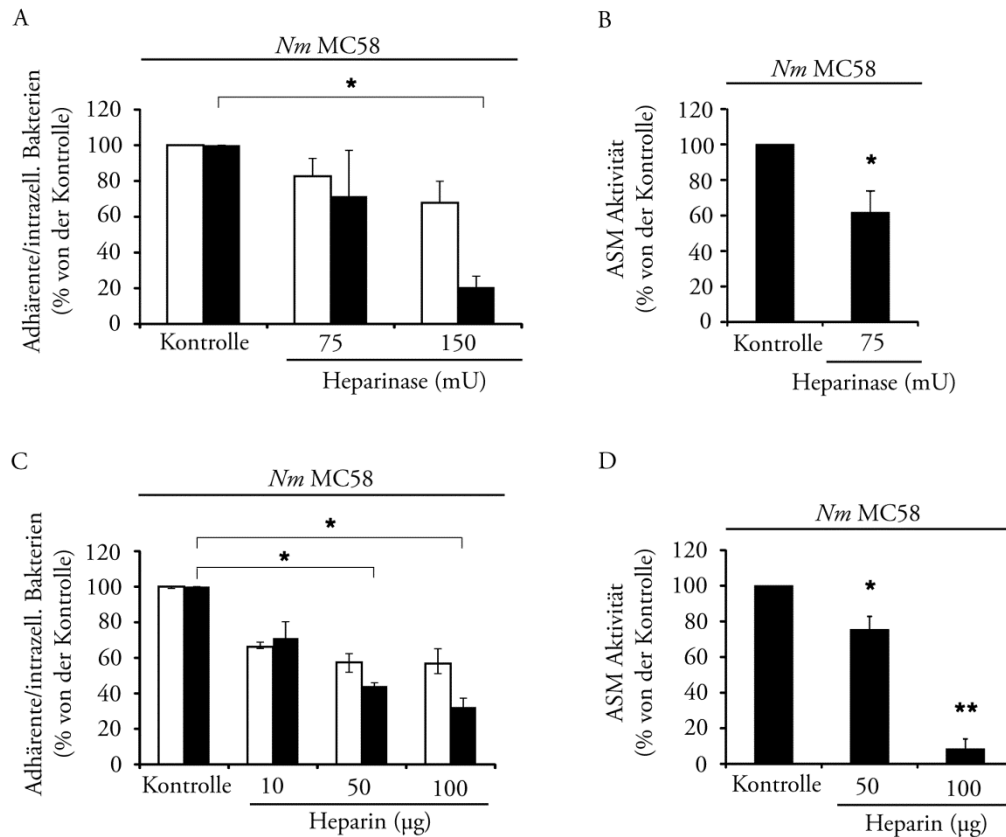 A
Nm MC58
*
Adhärente/intrazell. Bakterien
(% von der Kontrolle)
120
100
80
60
40
20
0
Kontrolle 75 150
Heparinase (mU)
B
Nm MC58
*
ASM Aktivität
(% von der Kontrolle)
120
100
80
60
40
20
0
Kontrolle 75
Heparinase (mU)
C
Nm MC58
*
*
Adhärente/intrazell. Bakterien
(% von der Kontrolle)
120
100
80
60
40
20
0
Kontrolle 10 50 100
Heparin (µg)
D
Nm MC58
*
**
ASM Aktivität
(% von der Kontrolle)
120
100
80
60
40
20
0
Kontrolle 50 100
Heparin (µg)